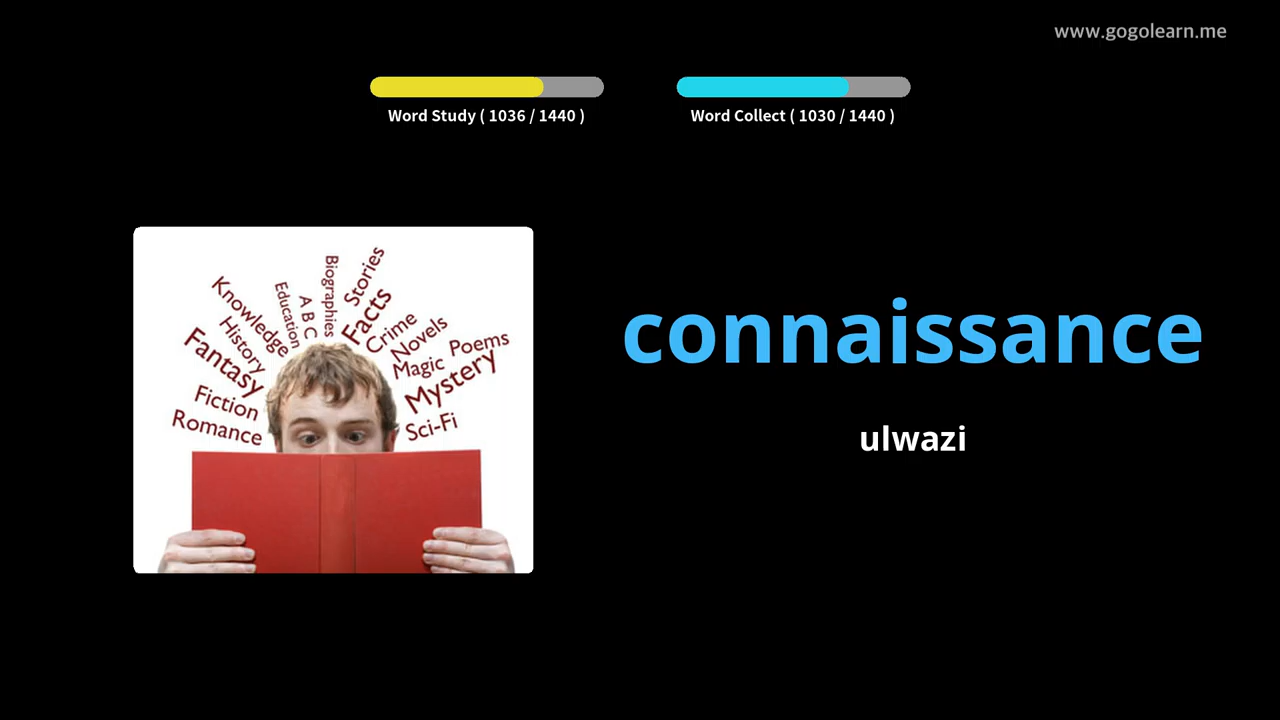 www.gogolearn.me
Word Study ( 1036 / 1440 )
Word Collect ( 1030 / 1440 )
Romance
Fiction
Fantasy
History
Knowledge
Education
A B C
Biographies
Stories
Facts
Crime
Novels
Magic
Poems
Mystery
Sci-Fi
connaissance
ulwazi